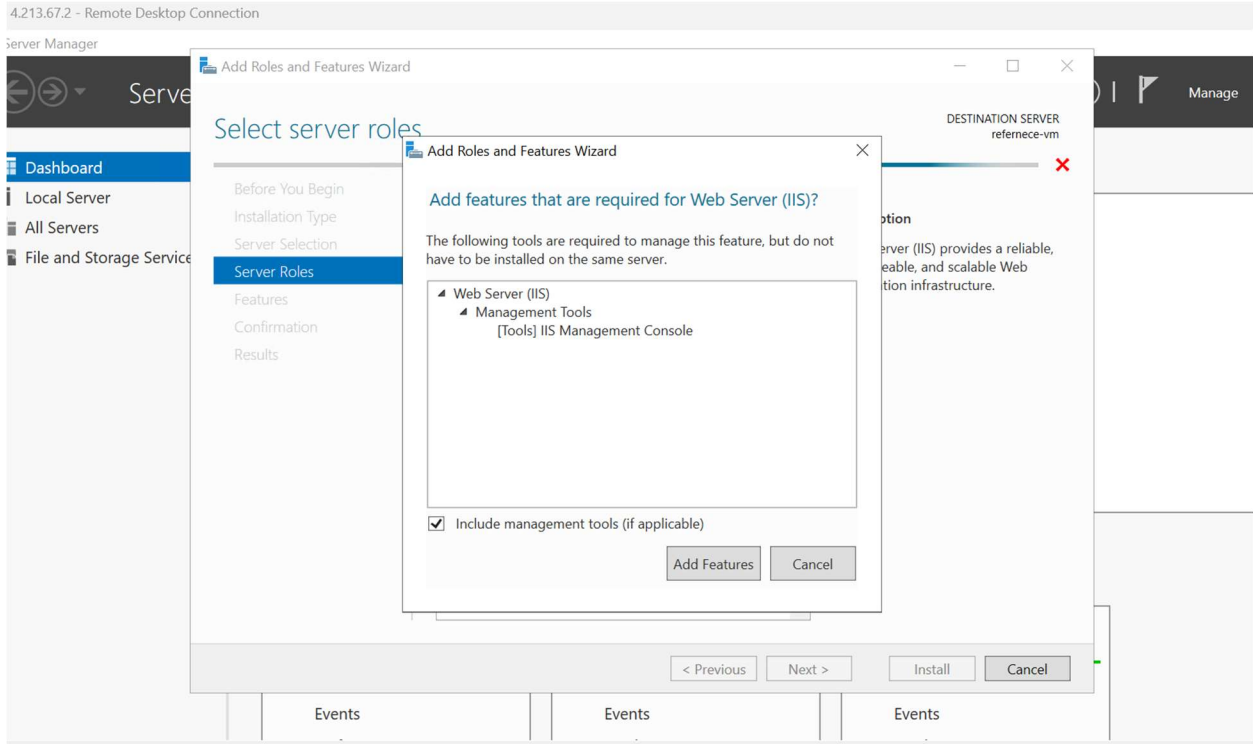 4.213.67.2 - Remote Desktop Connection
Server Manager
Serve
Manage
Dashboard
Local Server
All Servers
File and Storage Service
Add Roles and Features Wizard
Select server roles
DESTINATION SERVER
refernece-vm
Before You Begin
Installation Type
Server Selection
Server Roles
Features
Confirmation
Results
Add Roles and Features Wizard
Add features that are required for Web Server (IIS)?
The following tools are required to manage this feature, but do not
have to be installed on the same server.
Web Server (IIS)
Management Tools
[Tools] IIS Management Console
Include management tools (if applicable)
Add Features
Cancel
ption
erver (IIS) provides a reliable,
eable, and scalable Web
tion infrastructure.
< Previous
Next >
Install
Cancel
Events
Events
Events